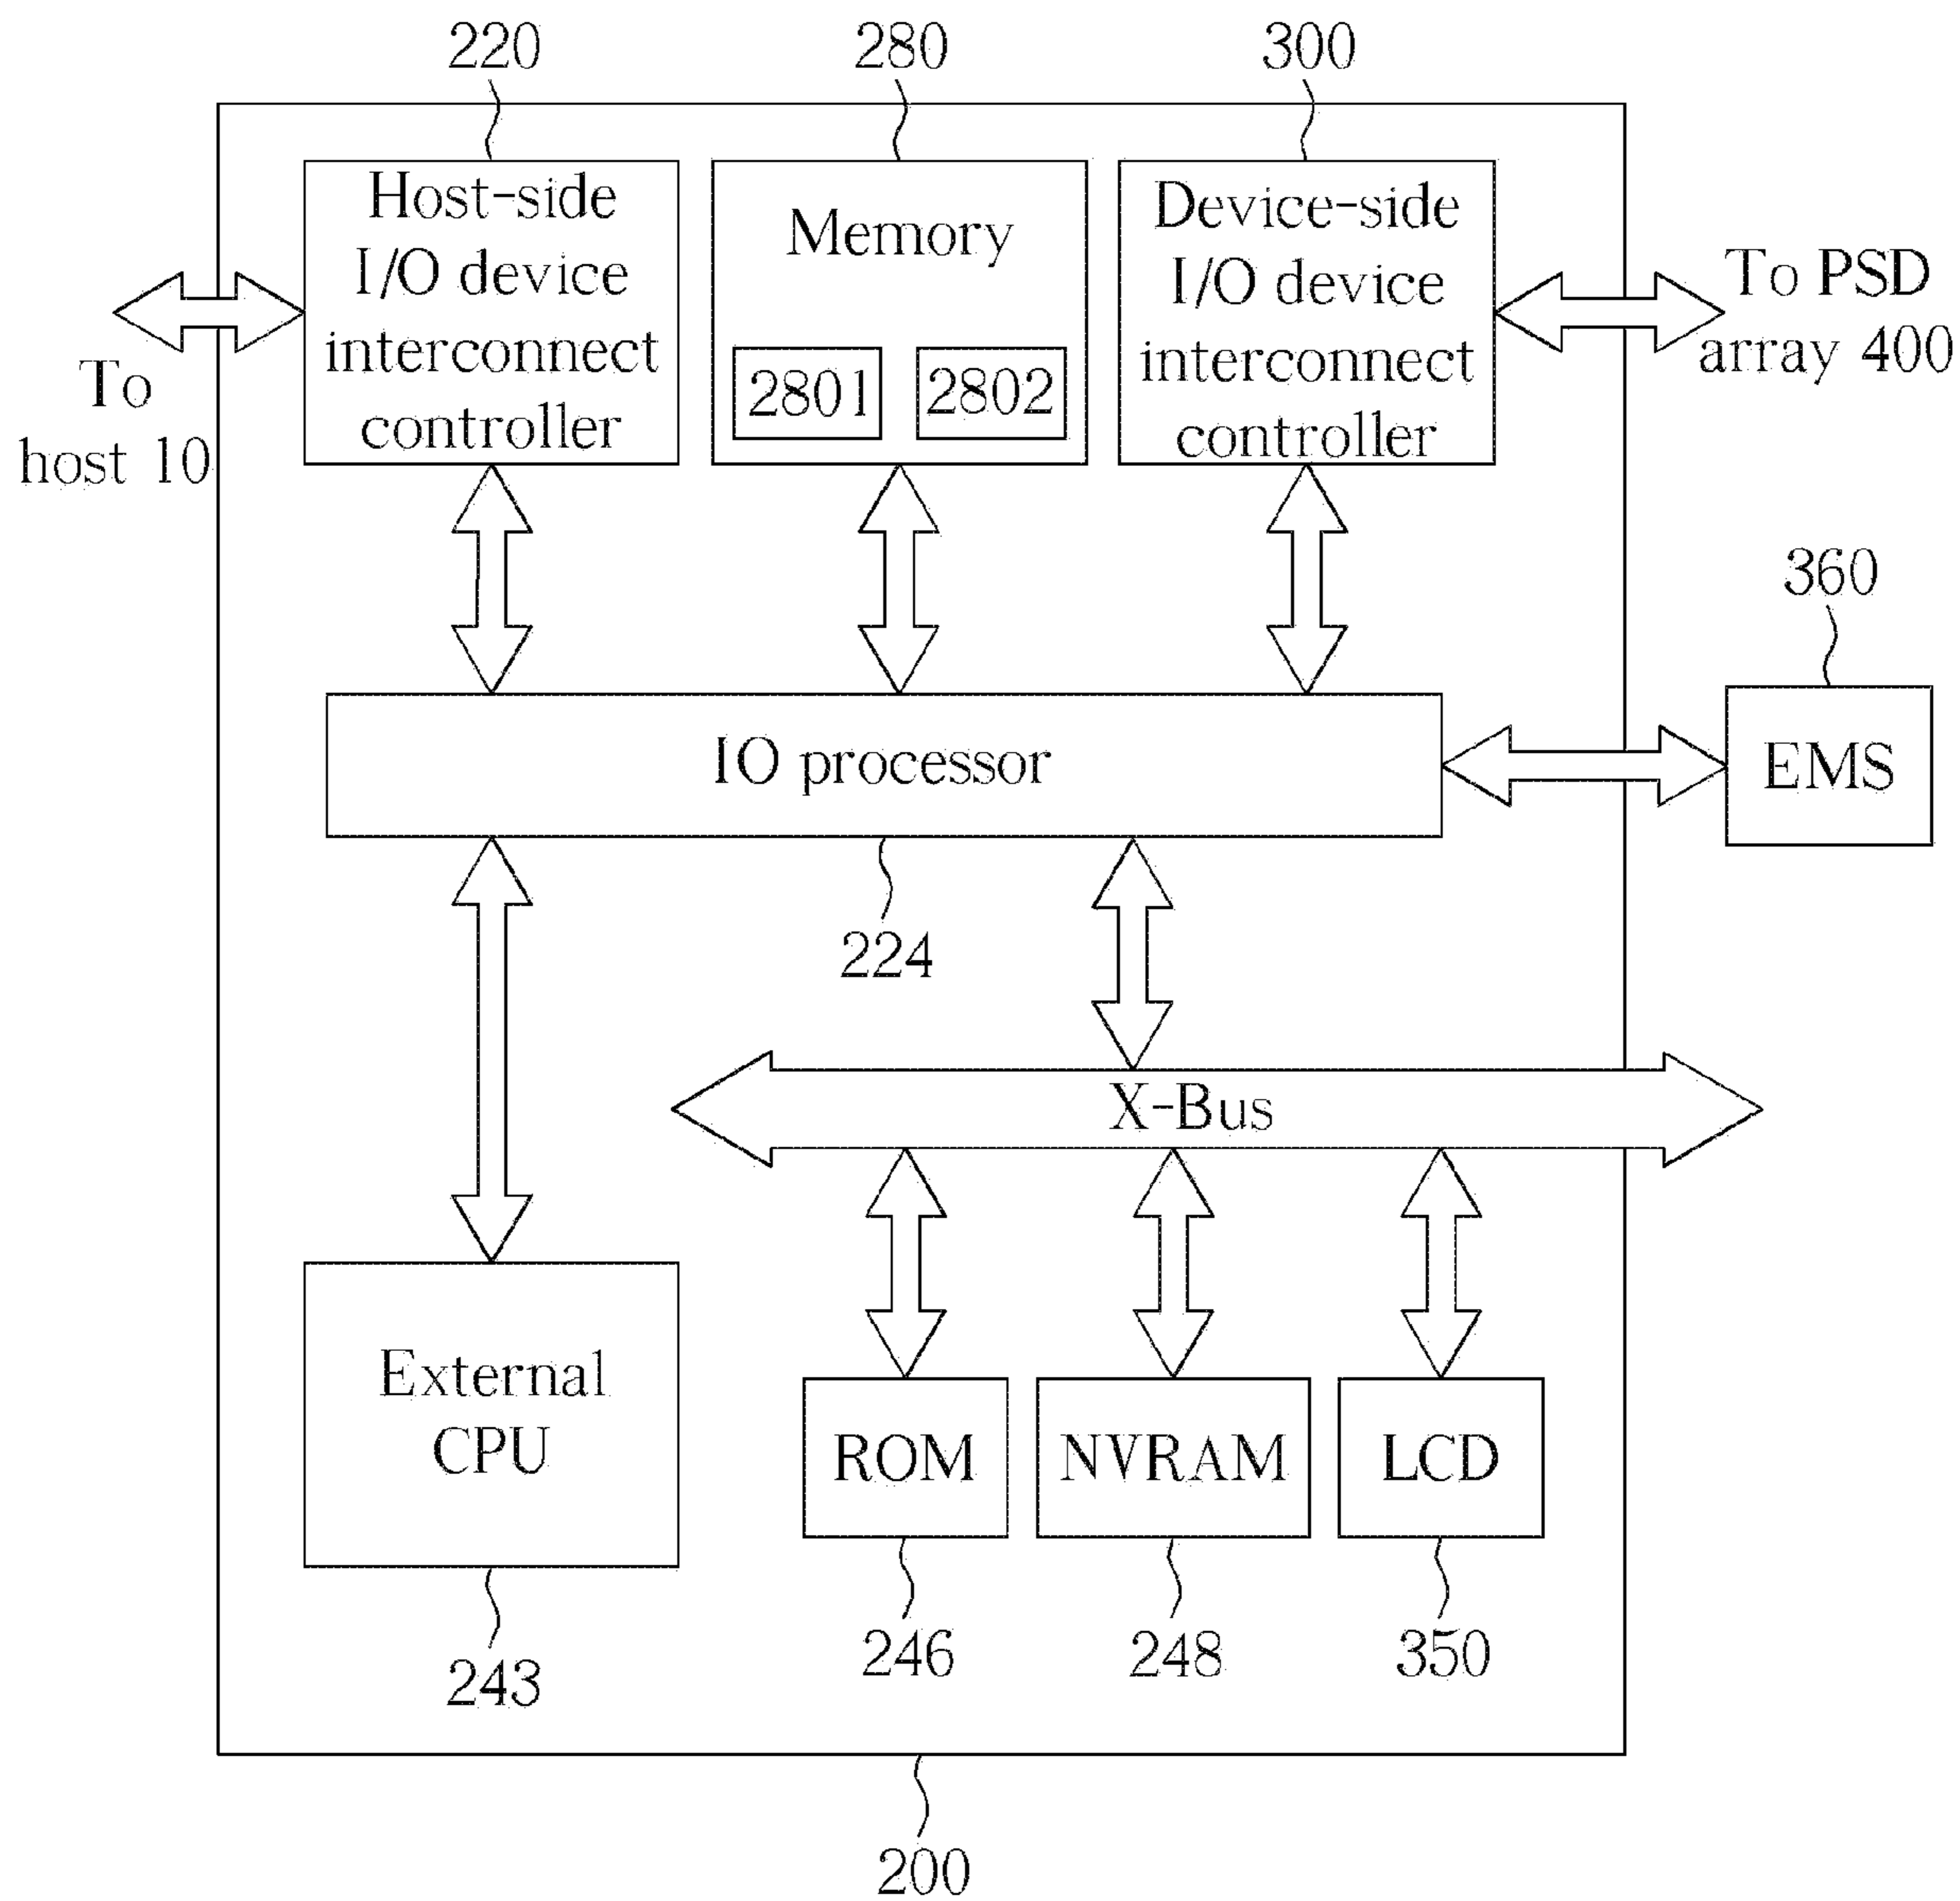 220
280
300
Host-side
I/O device
interconnect
controller
Memory
2801
2802
Device-side
I/O device
interconnect
controller
To
host 10
To PSD
array 400
360
EMS
IO processor
224
X-Bus
External
CPU
ROM
NVRAM
LCD
243
246
248
350
200